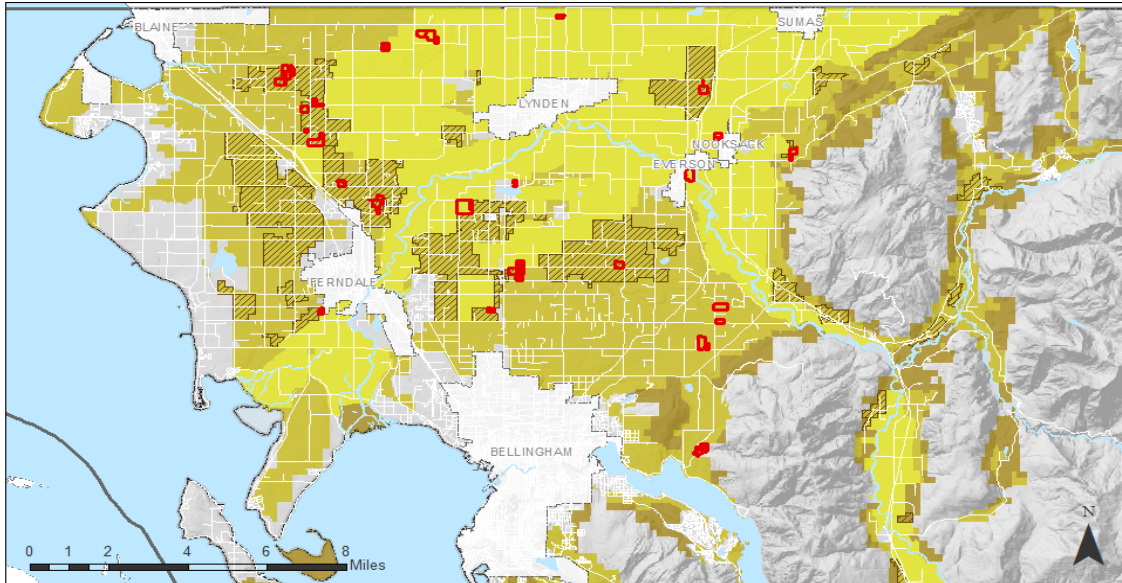 BLAINE
SUMAS
LYNDEN
NOOKSACK
EVERSON
FERNDALE
BELLINGHAM
N
0 1 2 4 6 8
Miles